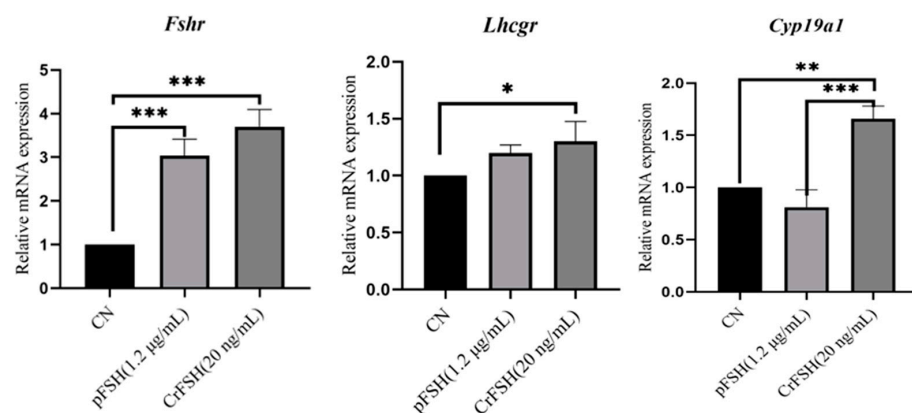 Fshr
Relative mRNA expression
5
4
3
2
1
0
***
***
CN
pFSH(1.2 µg/mL)
CrFSH(20 ng/mL)
Lhcgr
Relative mRNA expression
2.0
1.5
1.0
0.5
0.0
*
CN
pFSH(1.2 µg/mL)
CrFSH(20 ng/mL)
Cyp19a1
Relative mRNA expression
2.0
1.5
1.0
0.5
0.0
**
***
CN
pFSH(1.2 µg/mL)
CrFSH(20 ng/mL)